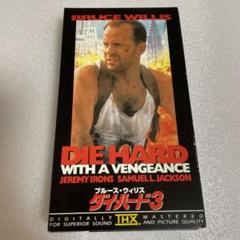 BRUCE WILLIS
DIE HARD
WITH A VENGEANCE
JEREMY IRONS SAMUEL L. JACKSON
ブルース・ウィリス
ダイ・ハード3
DIGITALLY THX MASTERED
FOR SUPERIOR SOUND AND PICTURE QUALITY